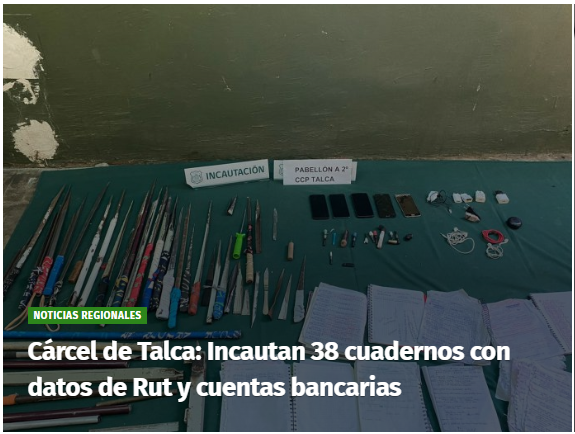 INCAUTACIÓN
PABELLON A 2°
CCP TALCA
NOTICIAS REGIONALES
Cárcel de Talca: Incautan 38 cuadernos con
datos de Rut y cuentas bancarias